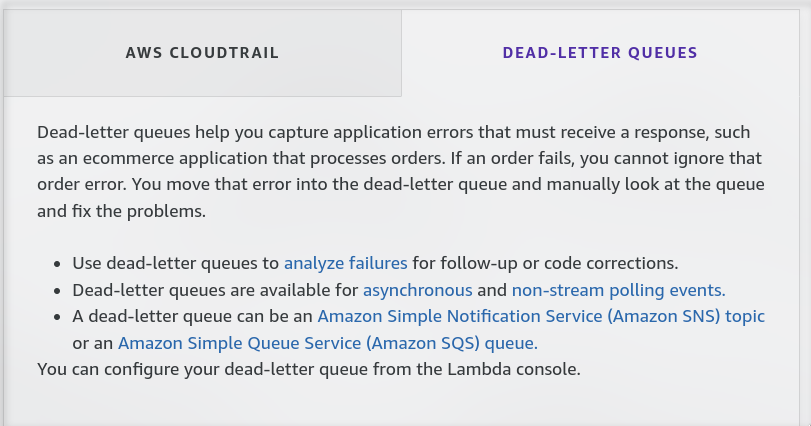 AWS CLOUDTRAIL
DEAD-LETTER QUEUES
Dead-letter queues help you capture application errors that must receive a response, such
as an ecommerce application that processes orders. If an order fails, you cannot ignore that
order error. You move that error into the dead-letter queue and manually look at the queue
and fix the problems.
• Use dead-letter queues to analyze failures for follow-up or code corrections.
• Dead-letter queues are available for asynchronous and non-stream polling events.
• A dead-letter queue can be an Amazon Simple Notification Service (Amazon SNS) topic
or an Amazon Simple Queue Service (Amazon SQS) queue.
You can configure your dead-letter queue from the Lambda console.